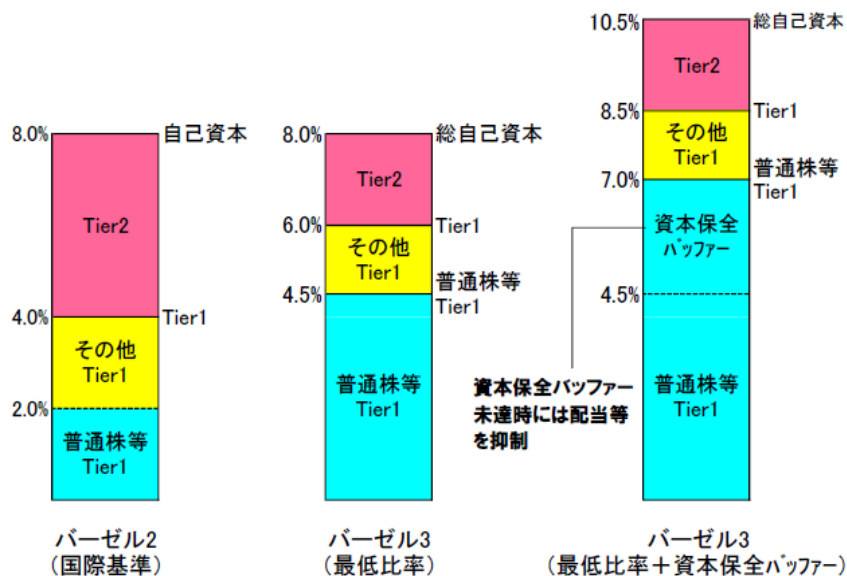 8.0%
自己資本
Tier2
4.0%
Tier1
その他
Tier1
2.0%
普通株等
Tier1
バーゼル2
(国際基準)
8.0%
総自己資本
Tier2
6.0%
Tier1
その他
Tier1
普通株等
4.5%
Tier1
普通株等
Tier1
バーゼル3
(最低比率)
10.5%
総自己資本
Tier2
8.5%
Tier1
その他
Tier1
普通株等
7.0%
Tier1
資本保全
バッファー
4.5%
資本保全バッファー
未達時には配当等
を抑制
普通株等
Tier1
バーゼル3
(最低比率+資本保全バッファー)